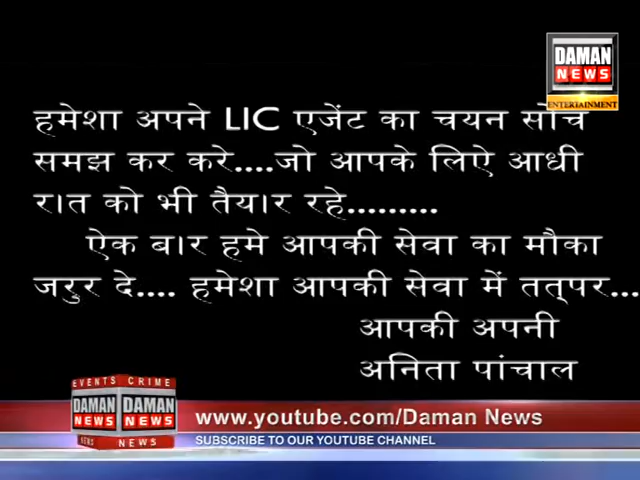 DAMAN
NEWS
ENTERTAINMENT
हमेशा अपने LIC एजेंट का चयन सोच
समझ कर करे....जो आपके लिऐ आधी
रात को भी तैयार रहे.........
ऐक बार हमे आपकी सेवा का मौका
जरुर दे.... हमेशा आपकी सेवा में तत्पर...
आपकी अपनी
अनिता पांचाल
EVENTS CRIME
DAMAN DAMAN
NEWS NEWS
NEWS NEWS
www.youtube.com/Daman News
SUBSCRIBE TO OUR YOUTUBE CHANNEL